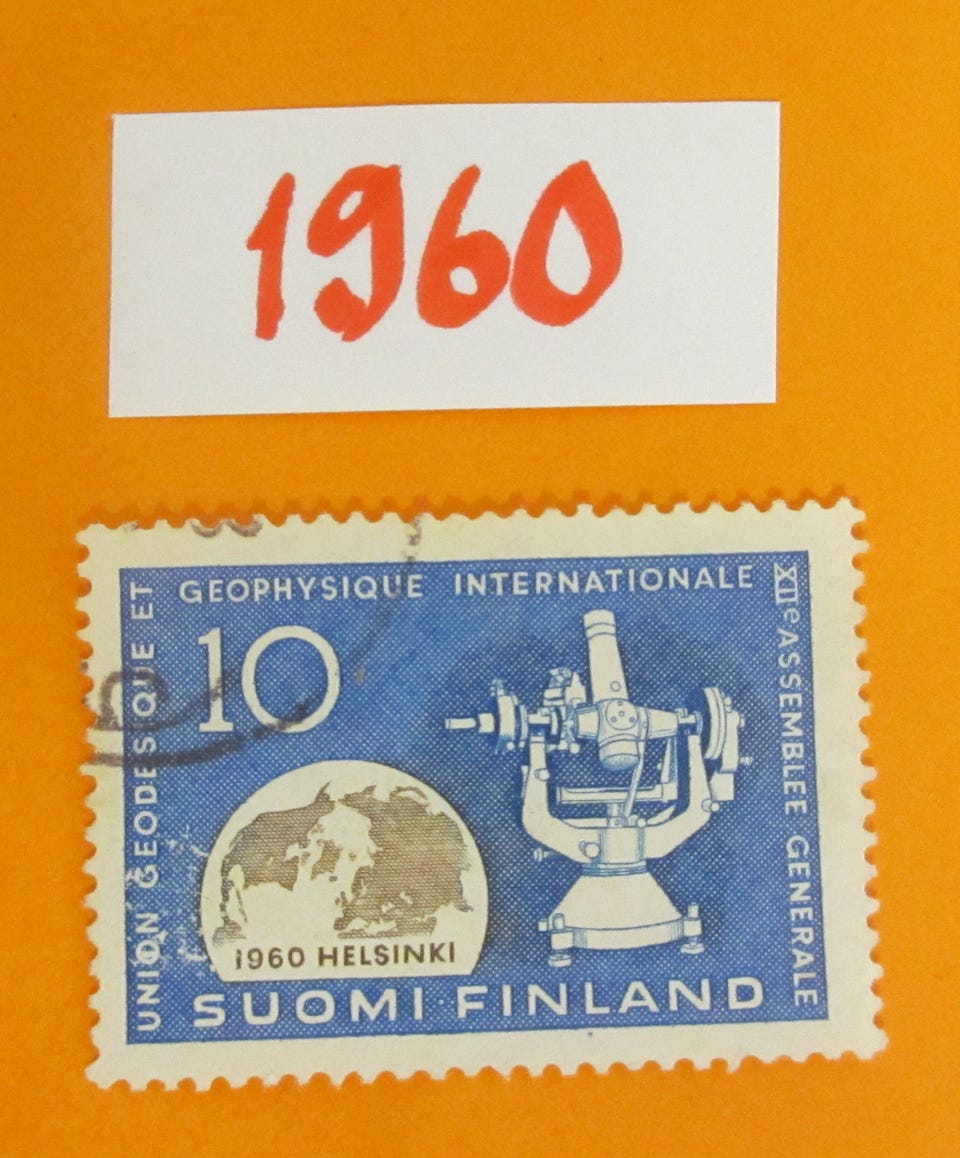 1960
UNION GEODESIQUE ET
GEOPHYSIQUE INTERNATIONALE
XIIe ASSEMBLEE GENERALE
10
1960 HELSINKI
SUOMI·FINLAND